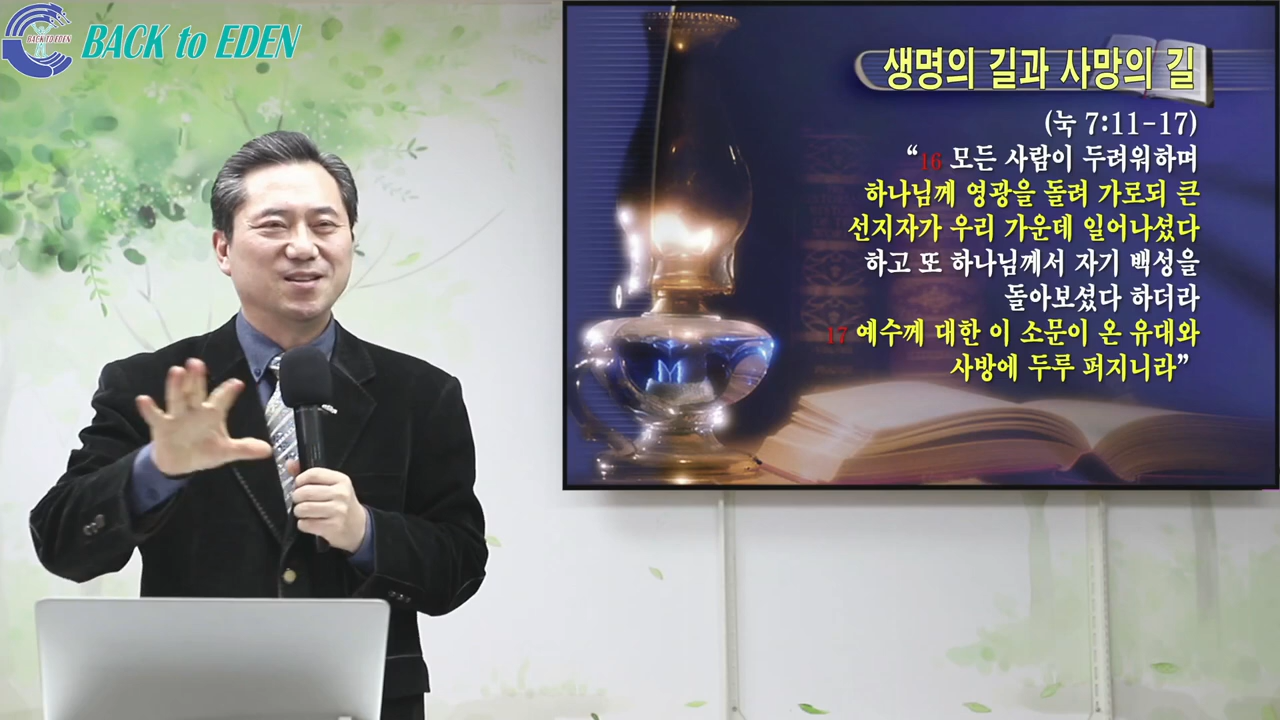 BACK TO EDEN
BACK to EDEN
생명의 길과 사망의 길
(눅 7:11-17)
“16 모든 사람이 두려워하며
하나님께 영광을 돌려 가로되 큰
선지자가 우리 가운데 일어나셨다
하고 또 하나님께서 자기 백성을
돌아보셨다 하더라
17 예수께 대한 이 소문이 온 유대와
사방에 두루 퍼지니라”